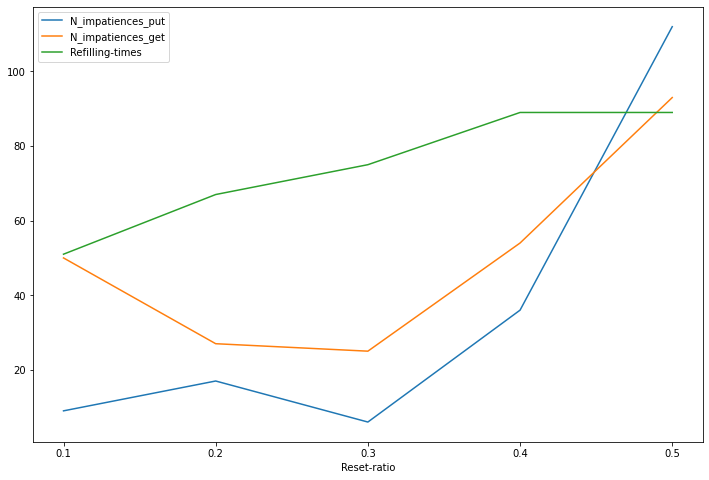 N_impatiences_put
N_impatiences_get
Refilling-times
100
80
60
40
20
0.1 0.2 0.3 0.4 0.5
Reset-ratio